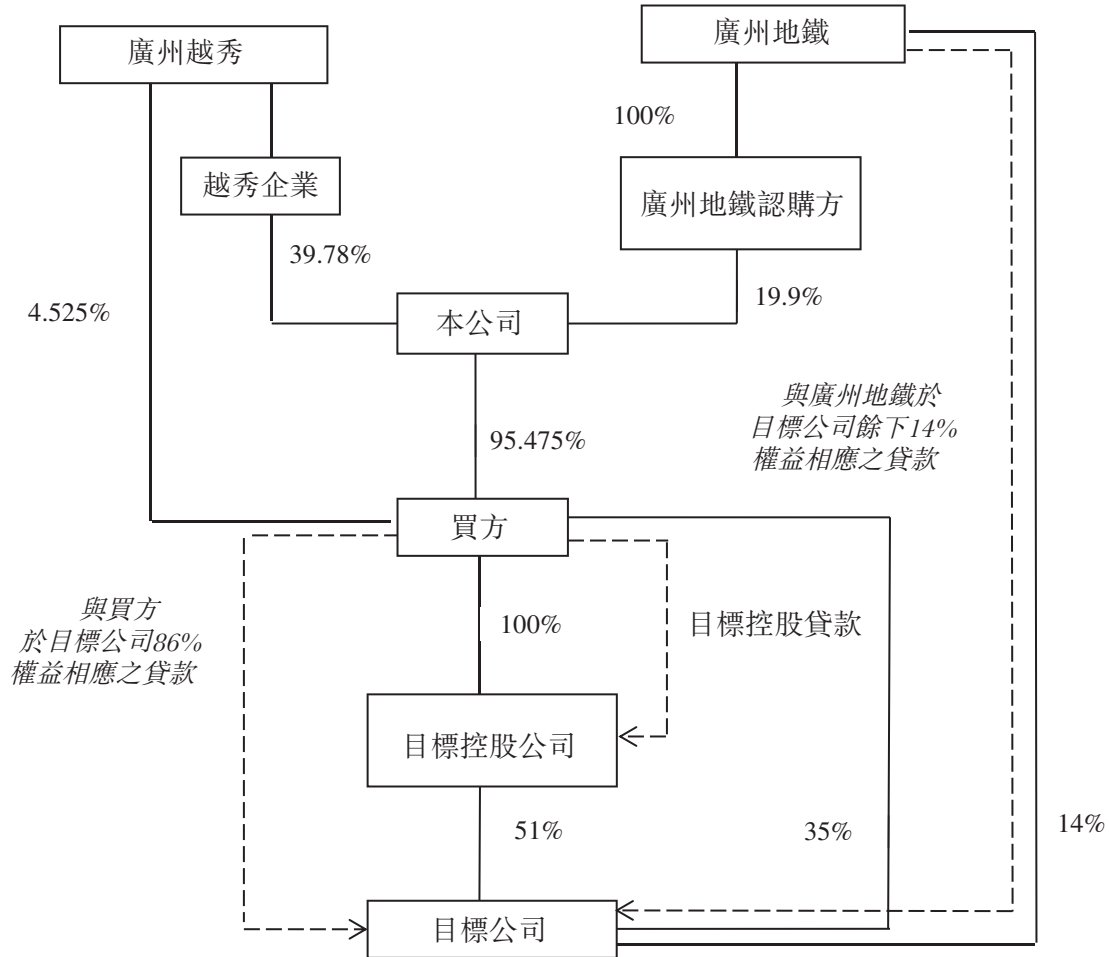 廣州越秀
廣州地鐵
100%
越秀企業
廣州地鐵認購方
39.78%
19.9%
4.525%
本公司
與廣州地鐵於
目標公司餘下14%
權益相應之貸款
95.475%
買方
與買方
於目標公司86%
權益相應之貸款
100%
目標控股貸款
目標控股公司
51%
35%
14%
目標公司